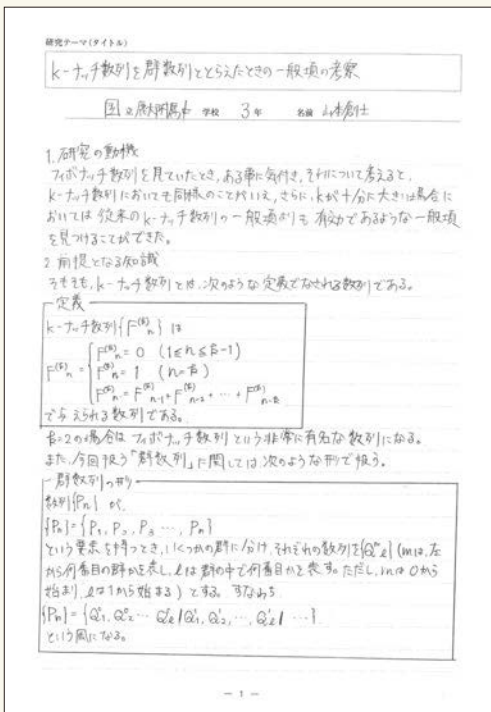 研究テーマ(タイトル)
k-ナッチ数列を群数列ととらえたときの一般項の考察
学校 3年 名前
1. 研究の動機
フィボナッチ数列を見ていたとき、ある事に気付き、それについて考えると、
k-ナッチ数列においても同様のことがいえ、さらに、kが十分に大きい場合に
おいては従来のk-ナッチ数列の一般項よりも有効であるような一般項
を見つけることができた。
2. 前提となる知識
そもそも、k-ナッチ数列とは、次のような定義でなされる数列である。
定義
k-ナッチ数列{F^(k)_n}は
F^(k)_n = 0 (1≤n≤k-1)
F^(k)_n = F^(k)_n = 1 (n=k)
F^(k)_n = F^(k)_n-1 + F^(k)_n-2 + … + F^(k)_n-k
で与えられる数列である。
k=2の場合はフィボナッチ数列という非常に有名な数列になる。
また、今回扱う"群数列"に関しては次のような形で扱う。
群数列の形
数列{Pn}が、
{Pn}={P1, P2, P3 …, Pn}
という要素を持つとき、いくつかの群に分け、それぞれの数列を{Q^m_l}(mは、左
から何番目の群かを表し、lは群の中で何番目かを表す。ただし、mは0から
始まり、lは1から始まる)とする。すなわち
{Pn}={Q^0_1, Q^0_2 … Q^0_l | Q^1_1, Q^1_2, …, Q^1_l | …}
という風になる。
— 1 —